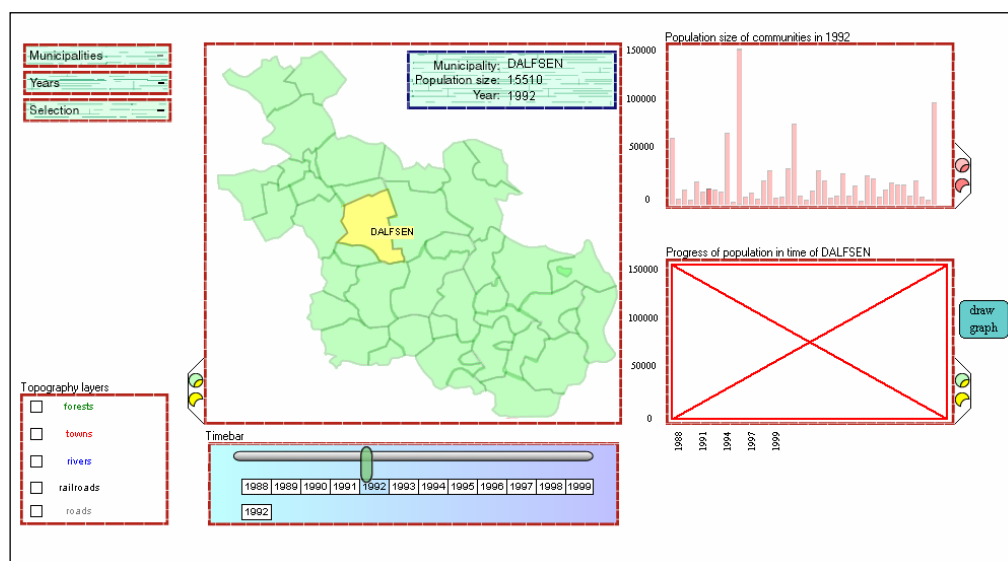 Municipalities
Years -
Selection -
Municipality: DALFSEN
Population size: 15510
Year: 1992
DALFSEN
Population size of communities in 1992
150000
100000
50000
0
Progress of population in time of DALFSEN
150000
100000
50000
0
1988
1991
1994
1997
1999
draw
graph
Topography layers
forests
towns
rivers
railroads
roads
Timebar
1988 1989 1990 1991 1992 1993 1994 1995 1996 1997 1998 1999
1992